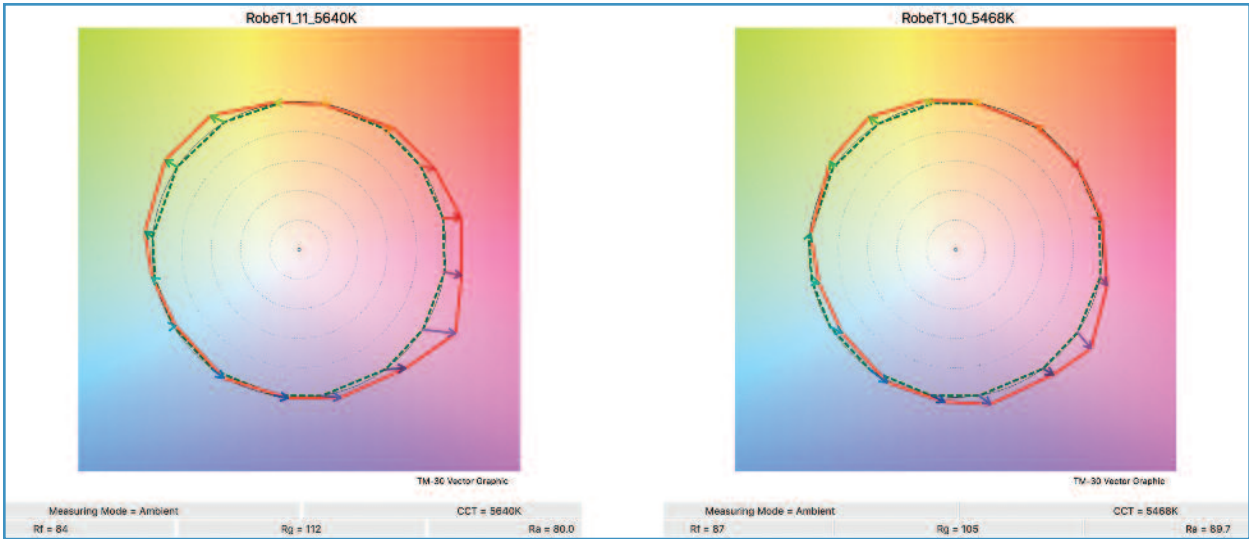 RobeT1_11_5640K
RobeT1_10_5468K
TM-30 Vector Graphic
TM-30 Vector Graphic
Measuring Mode = Ambient CCT = 5640K
Rf = 84 Rg = 112 Ra = 80.0
Measuring Mode = Ambient CCT = 5468K
Rf = 87 Rg = 105 Ra = 89.7